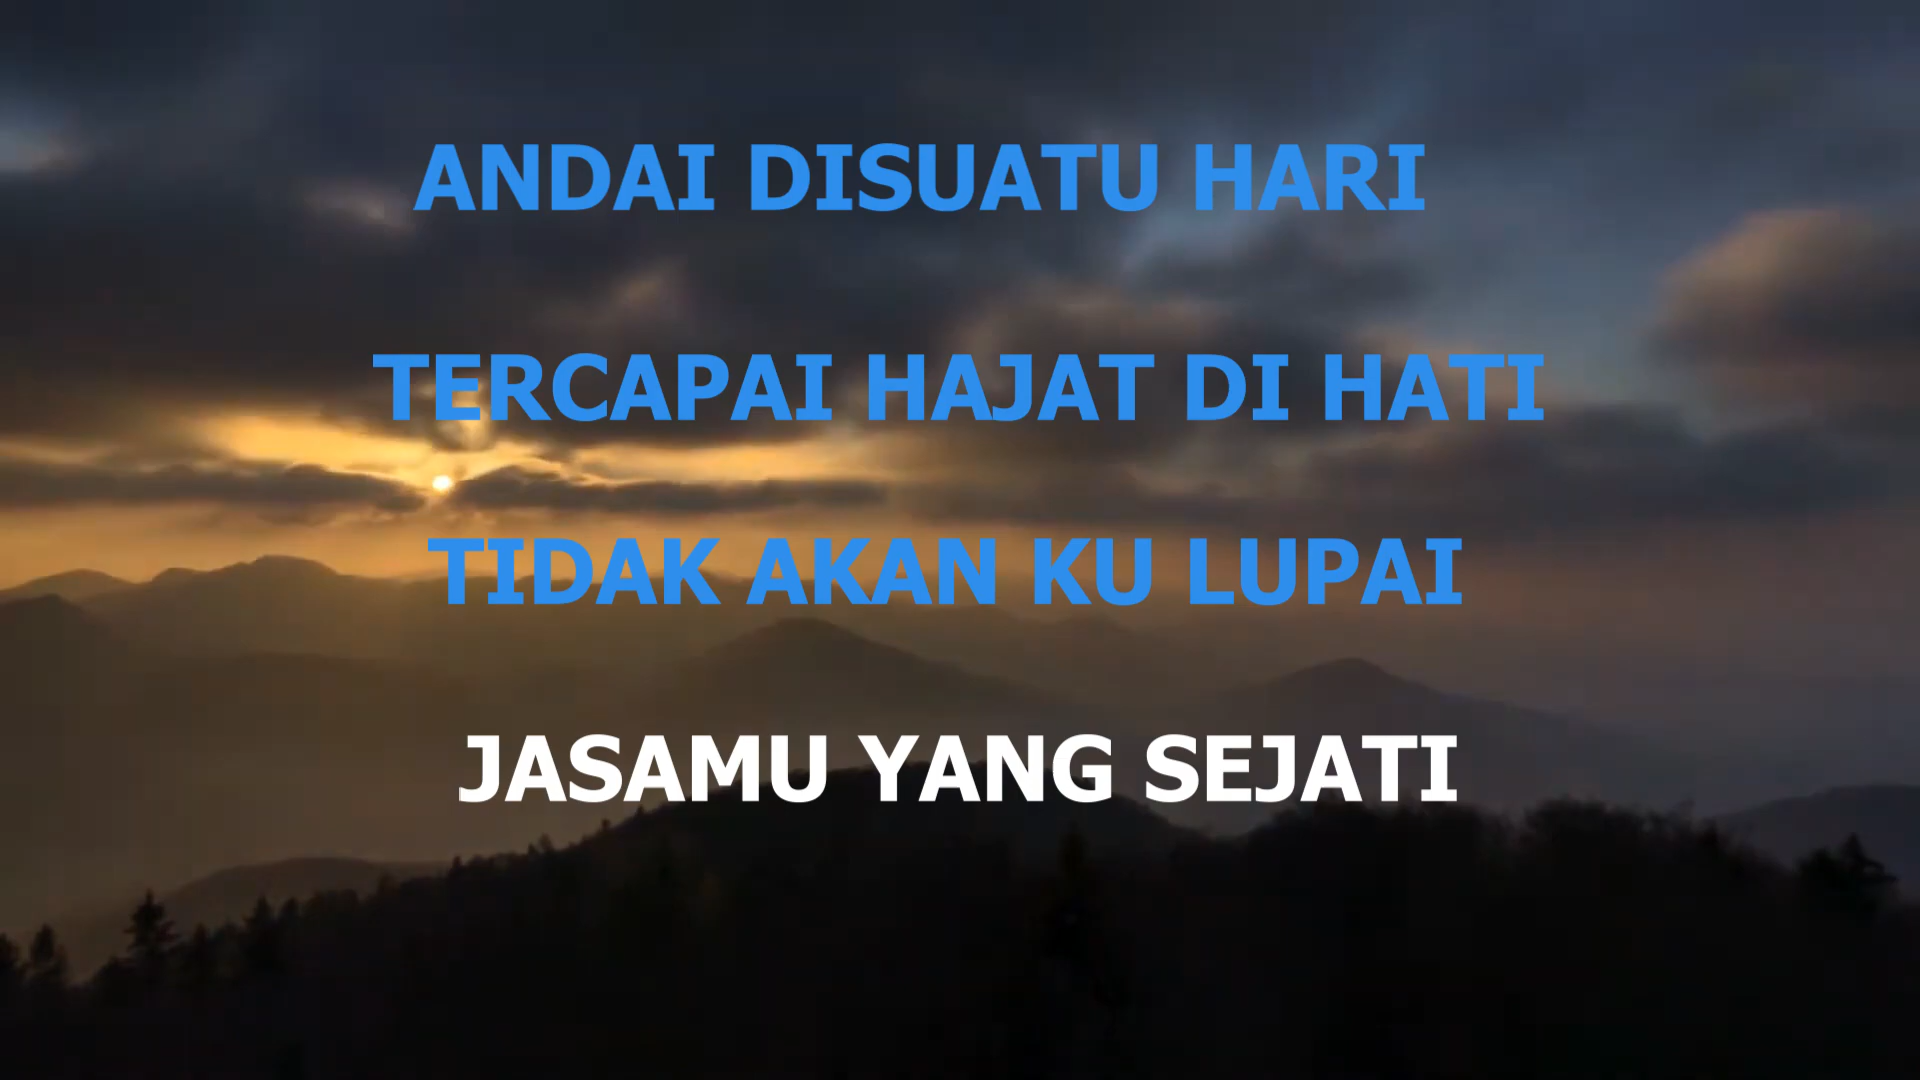 ANDAI DISUATU HARI
TERCAPAI HAJAT DI HATI
TIDAK AKAN KU LUPAI
JASAMU YANG SEJATI